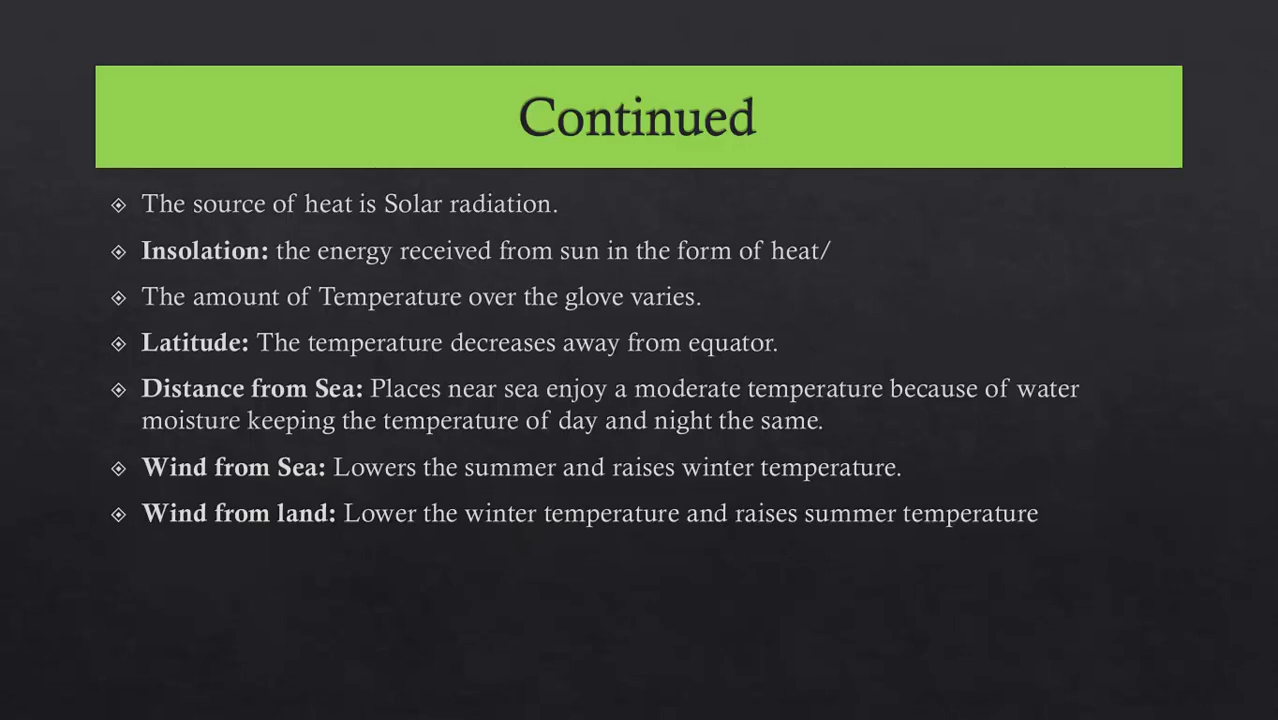 Continued
The source of heat is Solar radiation.
Insolation: the energy received from sun in the form of heat/
The amount of Temperature over the glove varies.
Latitude: The temperature decreases away from equator.
Distance from Sea: Places near sea enjoy a moderate temperature because of water
moisture keeping the temperature of day and night the same.
Wind from Sea: Lowers the summer and raises winter temperature.
Wind from land: Lower the winter temperature and raises summer temperature